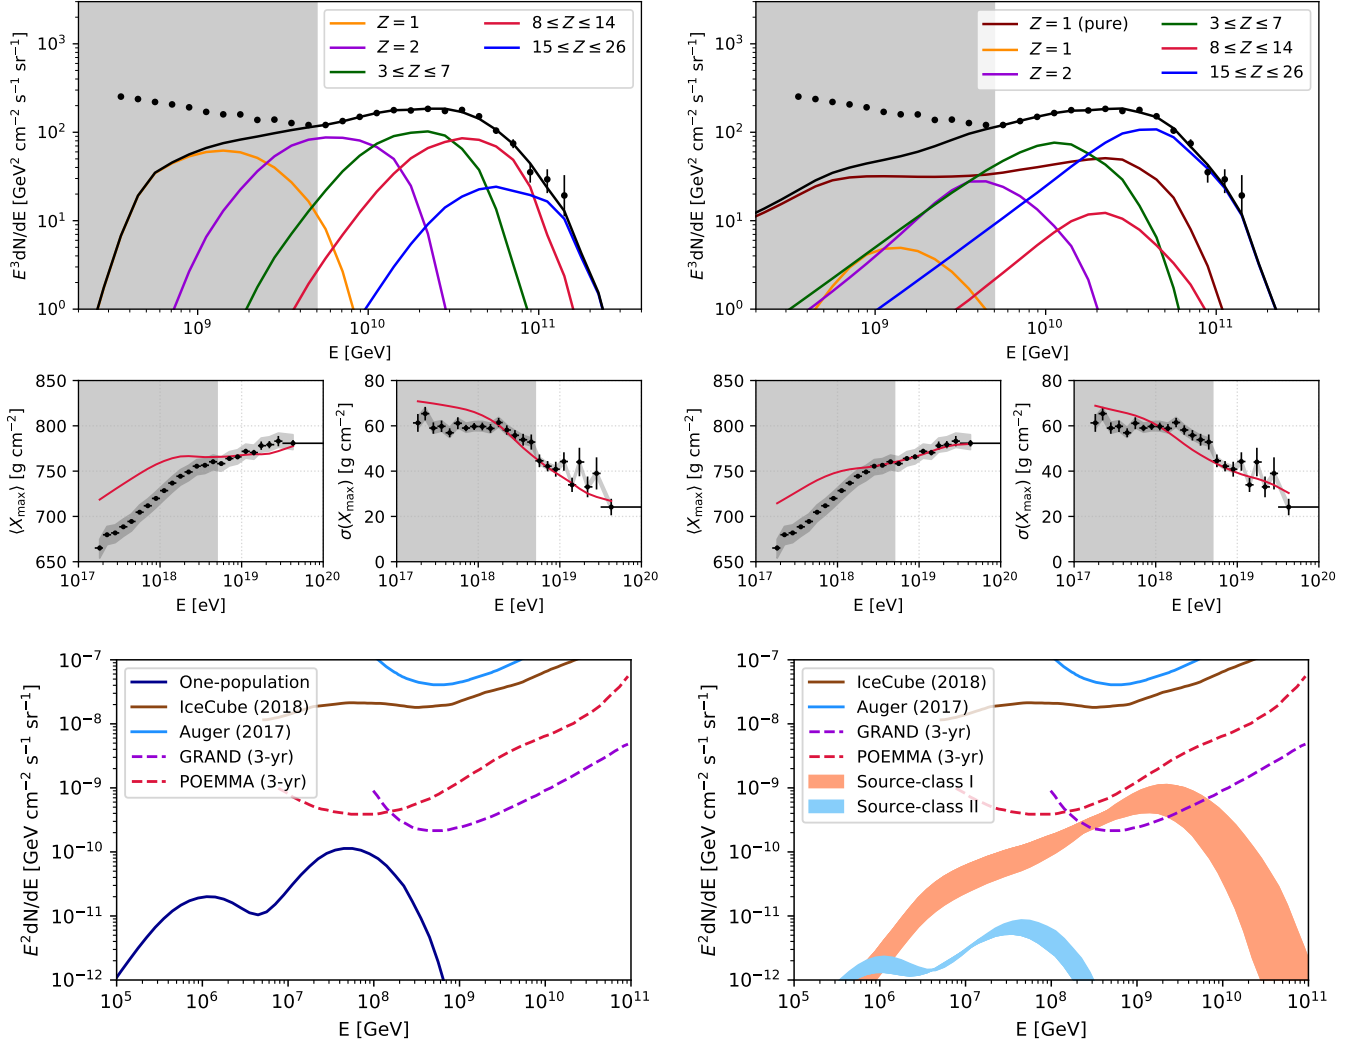 10³
10²
10¹
10⁰
E³dN/dE [GeV² cm⁻² s⁻¹ sr⁻¹]
Z = 1
Z = 2
3 ≤ Z ≤ 7
8 ≤ Z ≤ 14
15 ≤ Z ≤ 26
10⁹
10¹⁰
10¹¹
E [GeV]
10³
10²
10¹
10⁰
E³dN/dE [GeV² cm⁻² s⁻¹ sr⁻¹]
Z = 1 (pure)
Z = 1
Z = 2
3 ≤ Z ≤ 7
8 ≤ Z ≤ 14
15 ≤ Z ≤ 26
10⁹
10¹⁰
10¹¹
E [GeV]
850
800
750
700
650
⟨Xmax⟩ [g cm⁻²]
10¹⁷
10¹⁸
10¹⁹
10²⁰
E [eV]
80
60
40
20
0
σ(Xmax) [g cm⁻²]
10¹⁷
10¹⁸
10¹⁹
10²⁰
E [eV]
850
800
750
700
650
⟨Xmax⟩ [g cm⁻²]
10¹⁷
10¹⁸
10¹⁹
10²⁰
E [eV]
80
60
40
20
0
σ(Xmax) [g cm⁻²]
10¹⁷
10¹⁸
10¹⁹
10²⁰
E [eV]
10⁻⁷
10⁻⁸
10⁻⁹
10⁻¹⁰
10⁻¹¹
10⁻¹²
E²dN/dE [GeV cm⁻² s⁻¹ sr⁻¹]
One-population
IceCube (2018)
Auger (2017)
GRAND (3-yr)
POEMMA (3-yr)
10⁵
10⁶
10⁷
10⁸
10⁹
10¹⁰
10¹¹
E [GeV]
10⁻⁷
10⁻⁸
10⁻⁹
10⁻¹⁰
10⁻¹¹
10⁻¹²
E²dN/dE [GeV cm⁻² s⁻¹ sr⁻¹]
IceCube (2018)
Auger (2017)
GRAND (3-yr)
POEMMA (3-yr)
Source-class I
Source-class II
10⁵
10⁶
10⁷
10⁸
10⁹
10¹⁰
10¹¹
E [GeV]